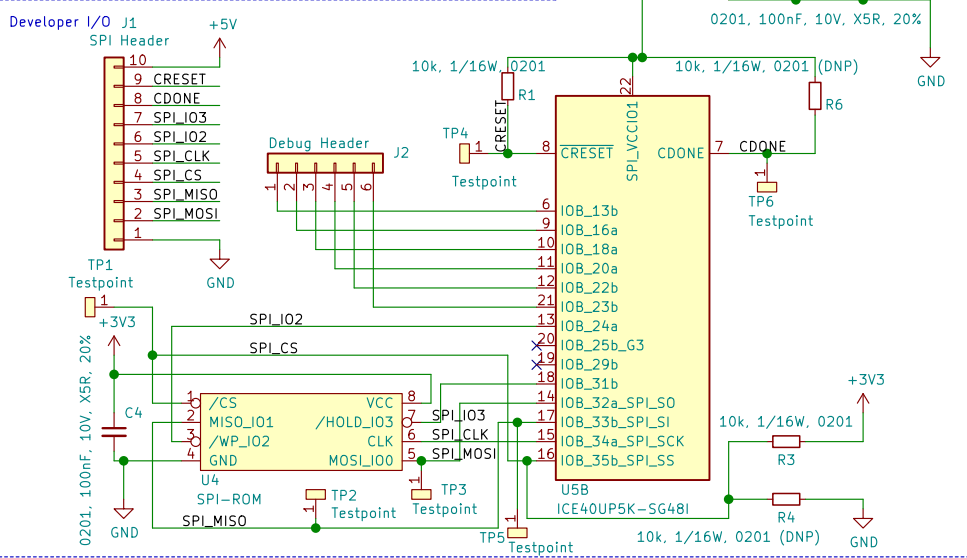 Developer I/O
J1
SPI Header
+5V
10
9 CRESET
8 CDONE
7 SPI_IO3
6 SPI_IO2
5 SPI_CLK
4 SPI_CS
3 SPI_MISO
2 SPI_MOSI
1
GND
0201, 100nF, 10V, X5R, 20%
GND
10k, 1/16W, 0201
R1
10k, 1/16W, 0201 (DNP)
R6
22
SPI_VCCIO1
CRESET
TP4
1
Testpoint
8
CRESET
CDONE
7
CDONE
1
TP6
Testpoint
Debug Header
J2
1 2 3 4 5 6
6 IOB_13b
9 IOB_16a
10 IOB_18a
11 IOB_20a
12 IOB_22b
21 IOB_23b
13 IOB_24a
20 IOB_25b_G3
19 IOB_29b
18 IOB_31b
14 IOB_32a_SPI_SO
17 IOB_33b_SPI_SI
15 IOB_34a_SPI_SCK
16 IOB_35b_SPI_SS
U5B
ICE40UP5K-SG48I
TP1
Testpoint
1
+3V3
SPI_IO2
SPI_CS
0201, 100nF, 10V, X5R, 20%
C4
GND
1 /CS
2 MISO_IO1
3 /WP_IO2
4 GND
VCC 8
/HOLD_IO3 7
CLK 6
MOSI_IO0 5
SPI_IO3
SPI_CLK
SPI_MOSI
U4
SPI-ROM
SPI_MISO
TP2
Testpoint
1
TP3
Testpoint
1
TP5
Testpoint
1
+3V3
10k, 1/16W, 0201
R3
R4
10k, 1/16W, 0201 (DNP)
GND